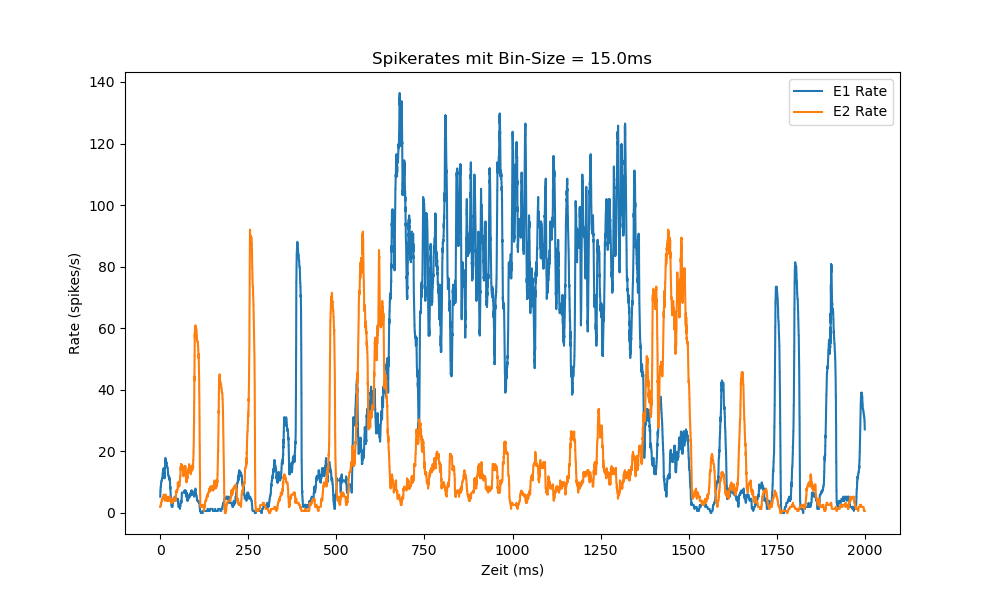 Spikerates mit Bin-Size = 15.0ms
E1 Rate
E2 Rate
Rate (spikes/s)
140
120
100
80
60
40
20
0
0 250 500 750 1000 1250 1500 1750 2000
Zeit (ms)